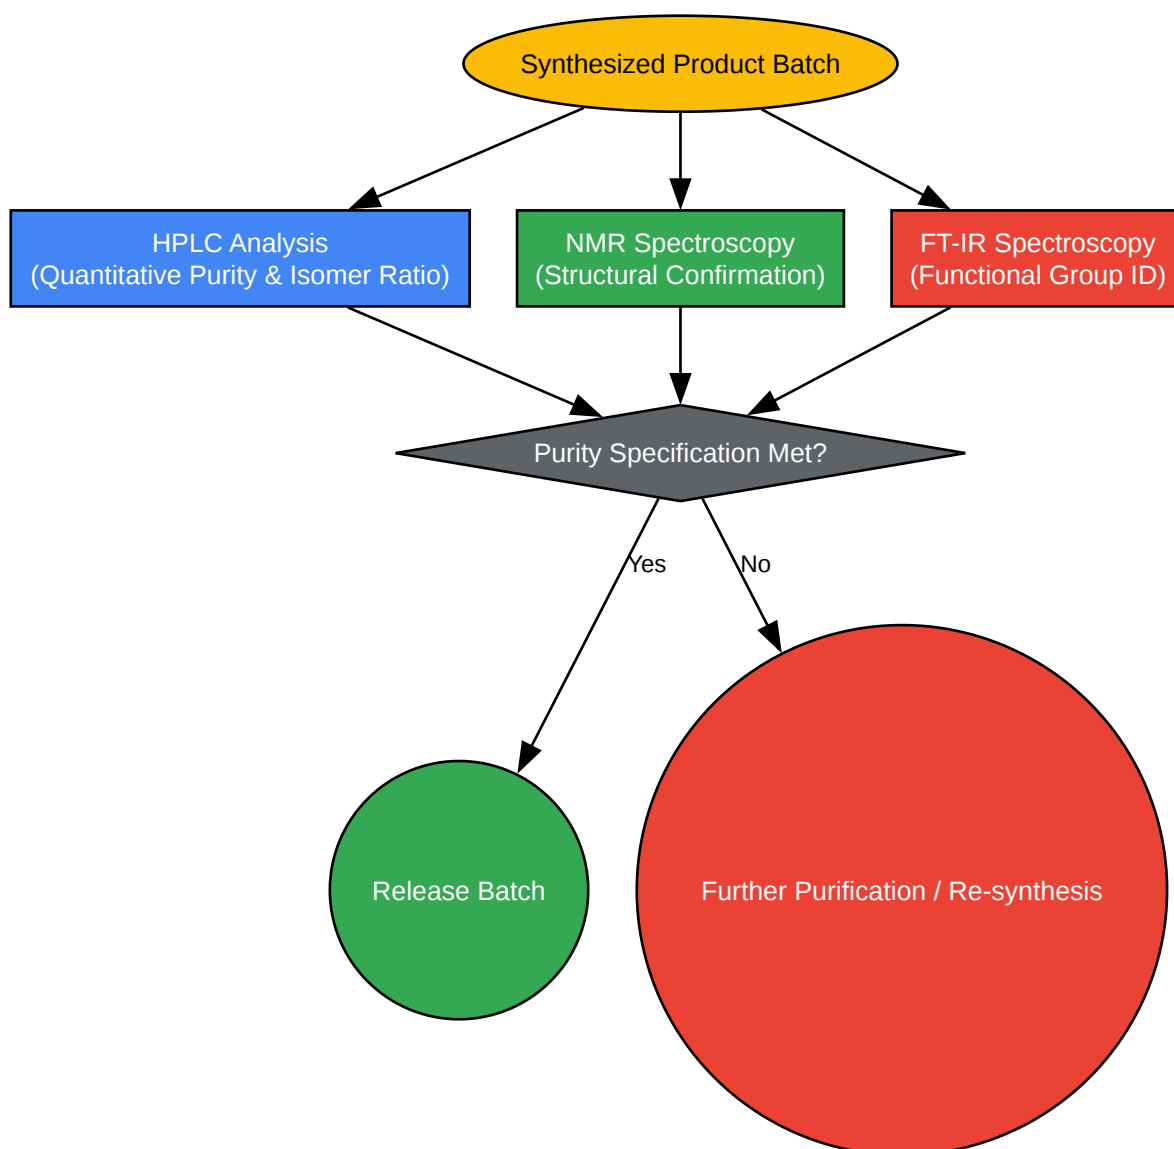 Synthesized Product Batch
HPLC Analysis
(Quantitative Purity & Isomer Ratio)
NMR Spectroscopy
(Structural Confirmation)
FT-IR Spectroscopy
(Functional Group ID)
Purity Specification Met?
Yes
No
Release Batch
Further Purification / Re-synthesis